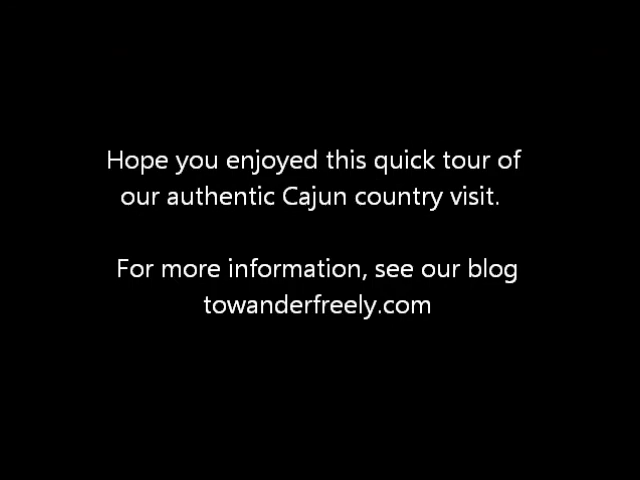 Hope you enjoyed this quick tour of
our authentic Cajun country visit.
For more information, see our blog
towanderfreely.com